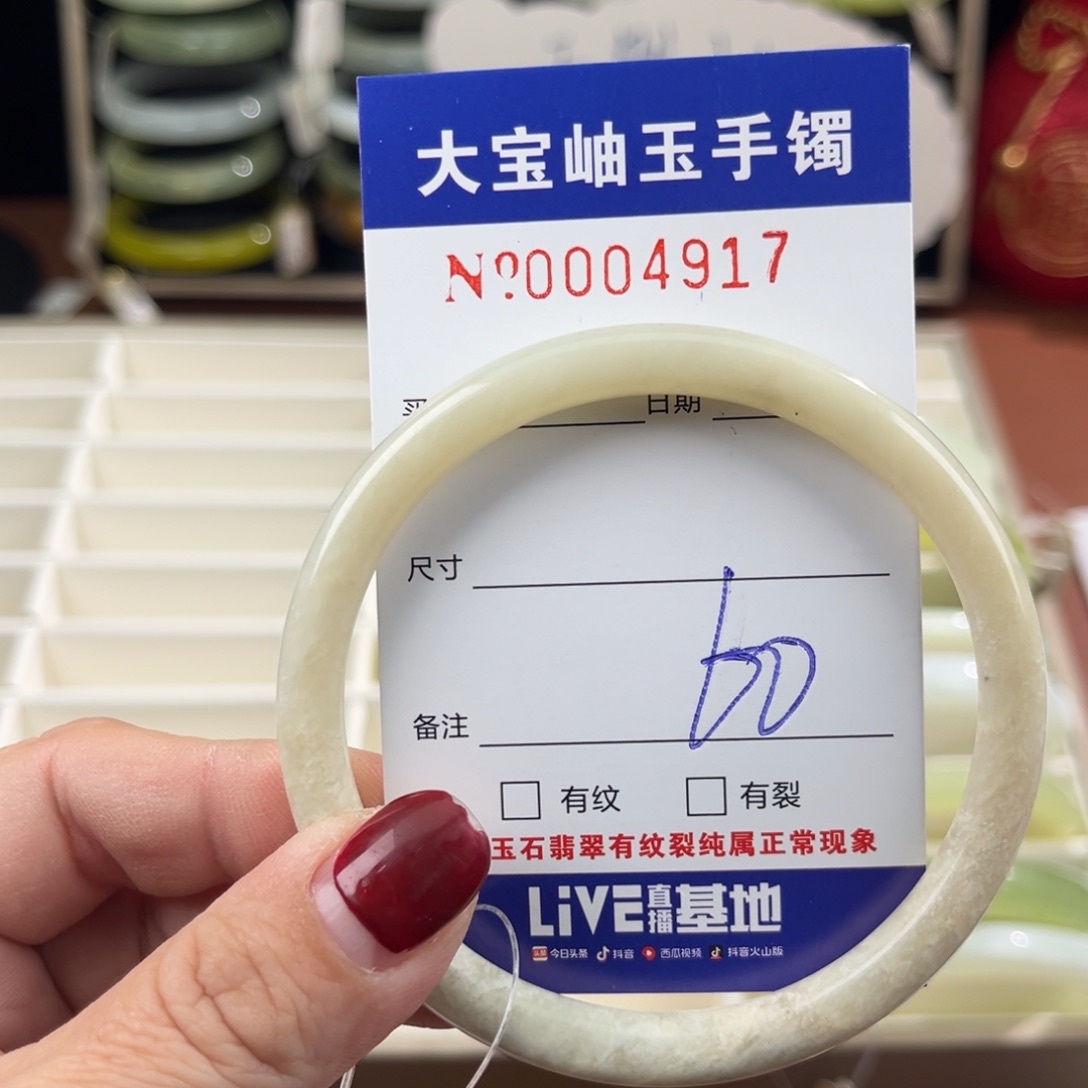 大宝岫玉手镯
Nº0004917
买 日期
尺寸
60
备注
有纹 有裂
玉石翡翠有纹裂纯属正常现象
LiVE直播基地
今日头条 抖音 西瓜视频 抖音火山版